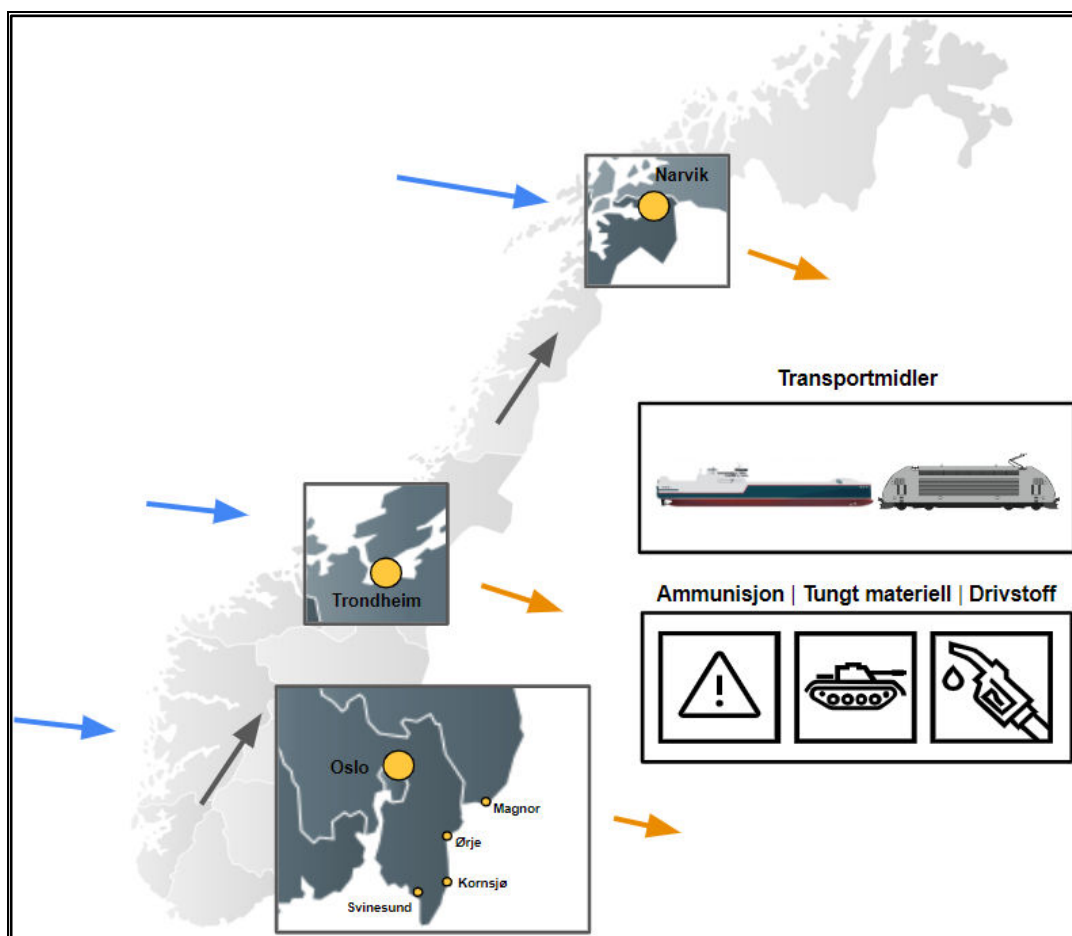 Narvik
Transportmidler
Trondheim
Ammunisjon | Tungt materiell | Drivstoff
Oslo
Magnor
Ørje
Kornsjø
Svinesund